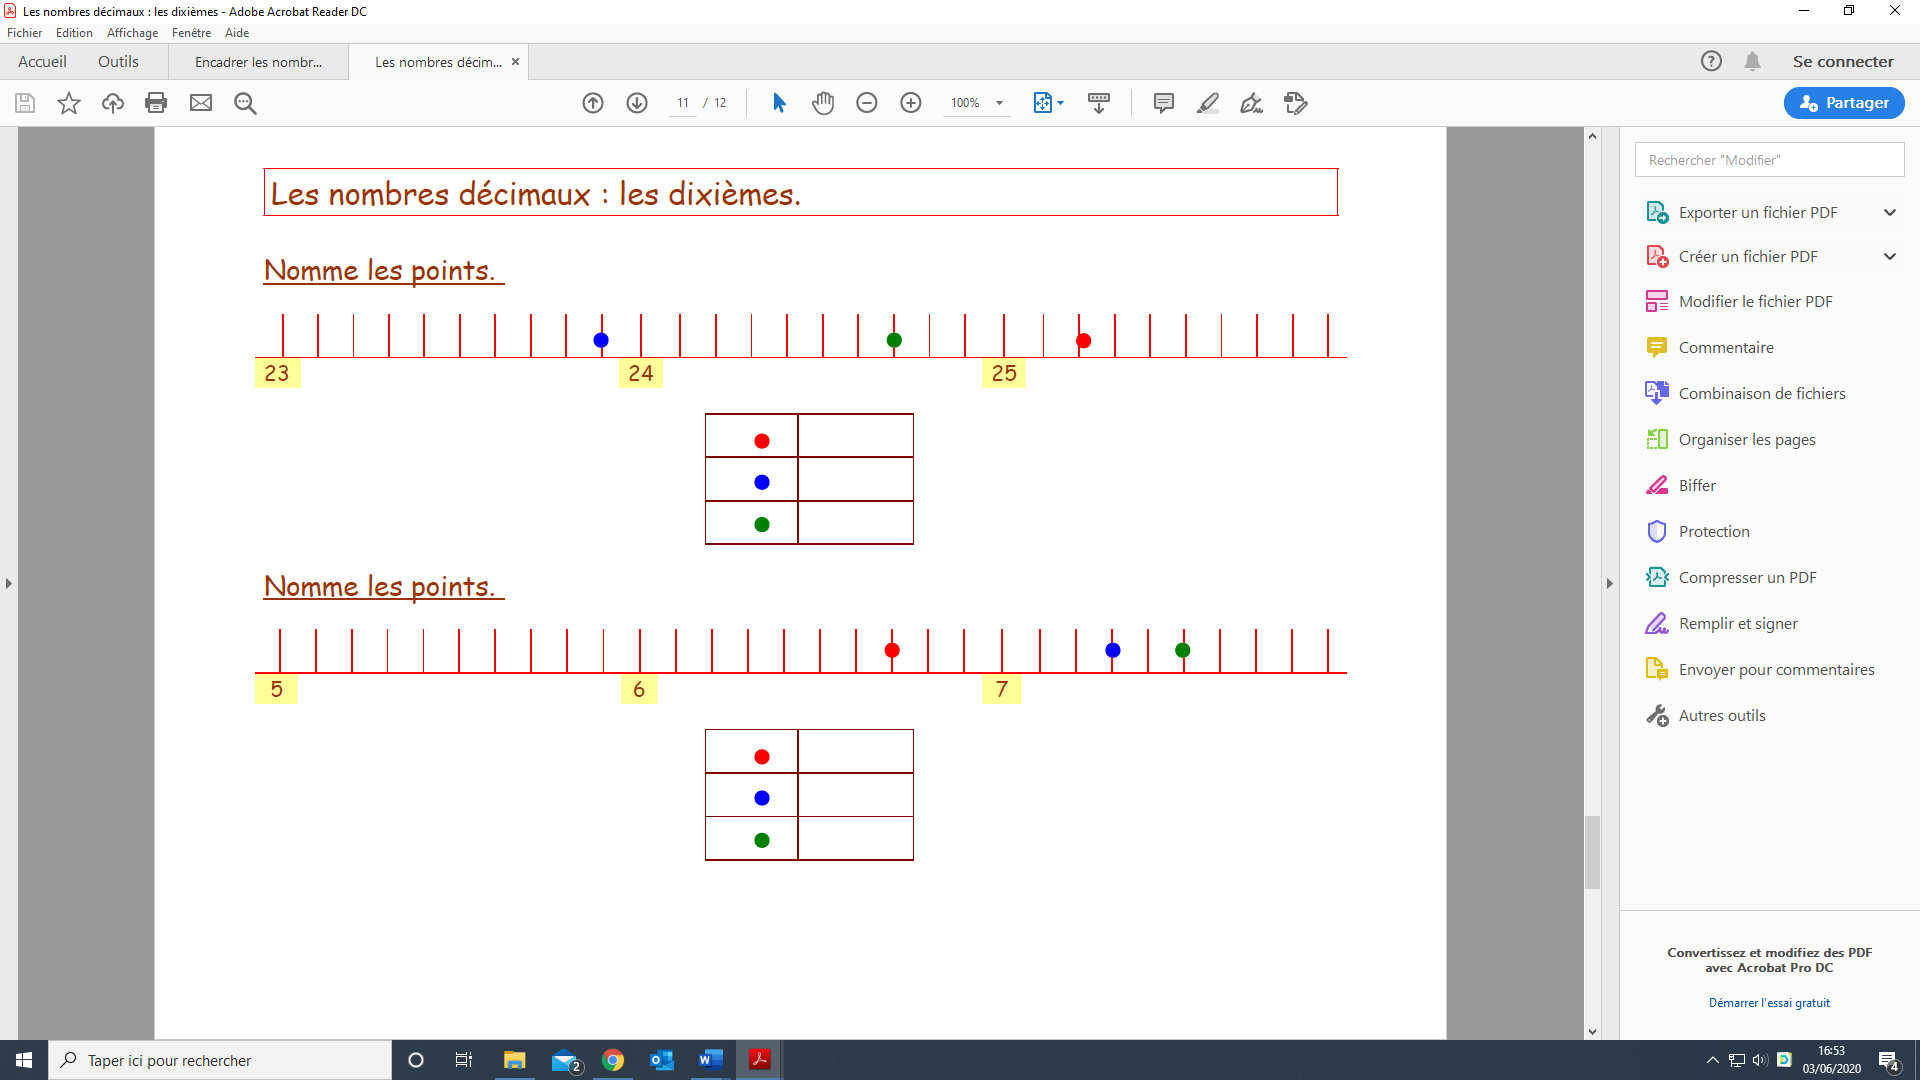 Les nombres décimaux : les dixièmes - Adobe Acrobat Reader DC
Fichier Edition Affichage Fenêtre Aide
Accueil Outils Encadrer les nombr... Les nombres décim... × Se connecter
11 / 12 100% Partager
Les nombres décimaux : les dixièmes.
Nomme les points.
23 24 25
Nomme les points.
5 6 7
Rechercher "Modifier"
Exporter un fichier PDF
Créer un fichier PDF
Modifier le fichier PDF
Commentaire
Combinaison de fichiers
Organiser les pages
Biffer
Protection
Compresser un PDF
Remplir et signer
Envoyer pour commentaires
Autres outils
Convertissez et modifiez des PDF
avec Acrobat Pro DC
Démarrer l'essai gratuit
Taper ici pour rechercher
2
16:53
03/06/2020
4